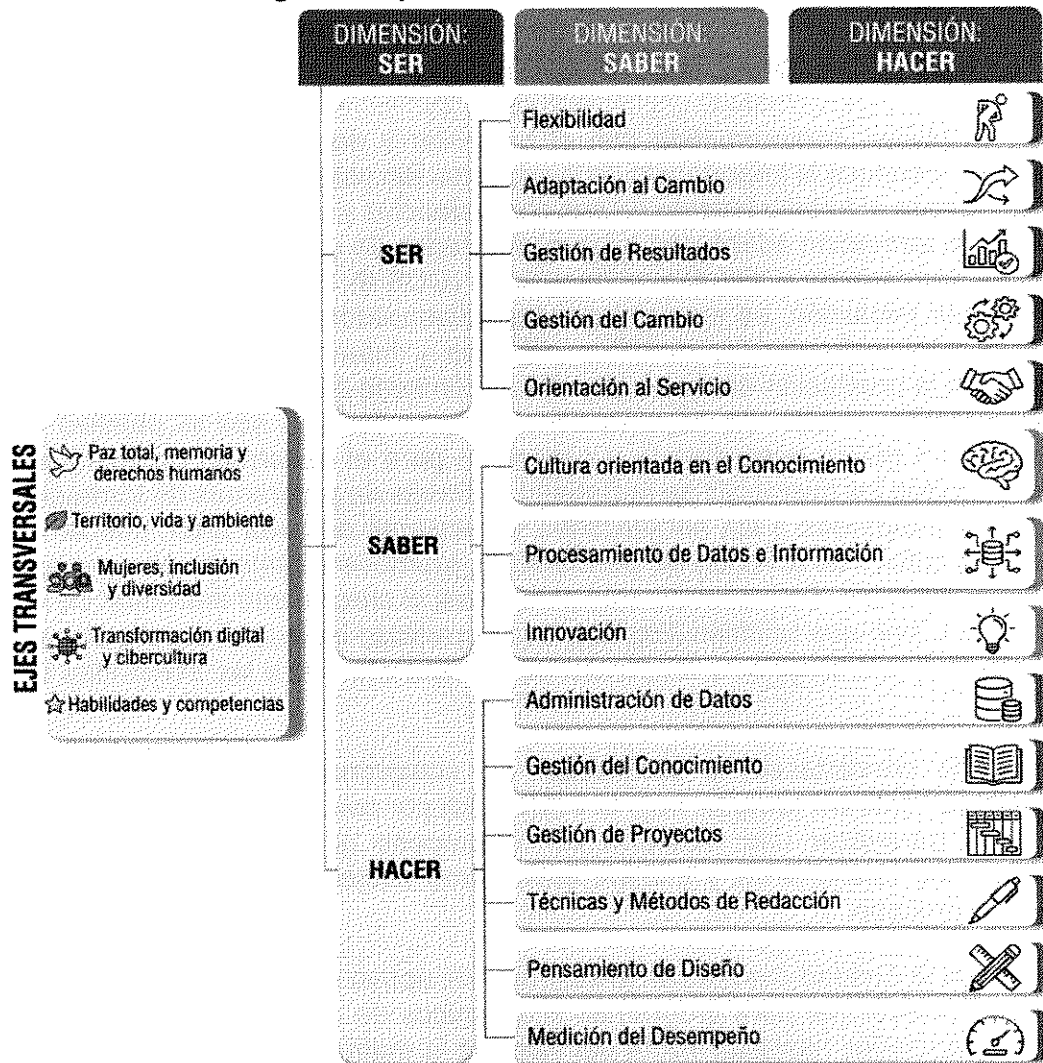 DIMENSIÓN:
SER
DIMENSIÓN:
SABER
DIMENSIÓN:
HACER
EJES TRANSVERSALES
Paz total, memoria y
derechos humanos
Territorio, vida y ambiente
Mujeres, inclusión
y diversidad
Transformación digital
y cibercultura
Habilidades y competencias
SER
Flexibilidad
Adaptación al Cambio
Gestión de Resultados
Gestión del Cambio
Orientación al Servicio
SABER
Cultura orientada en el Conocimiento
Procesamiento de Datos e Información
Innovación
HACER
Administración de Datos
Gestión del Conocimiento
Gestión de Proyectos
Técnicas y Métodos de Redacción
Pensamiento de Diseño
Medición del Desempeño